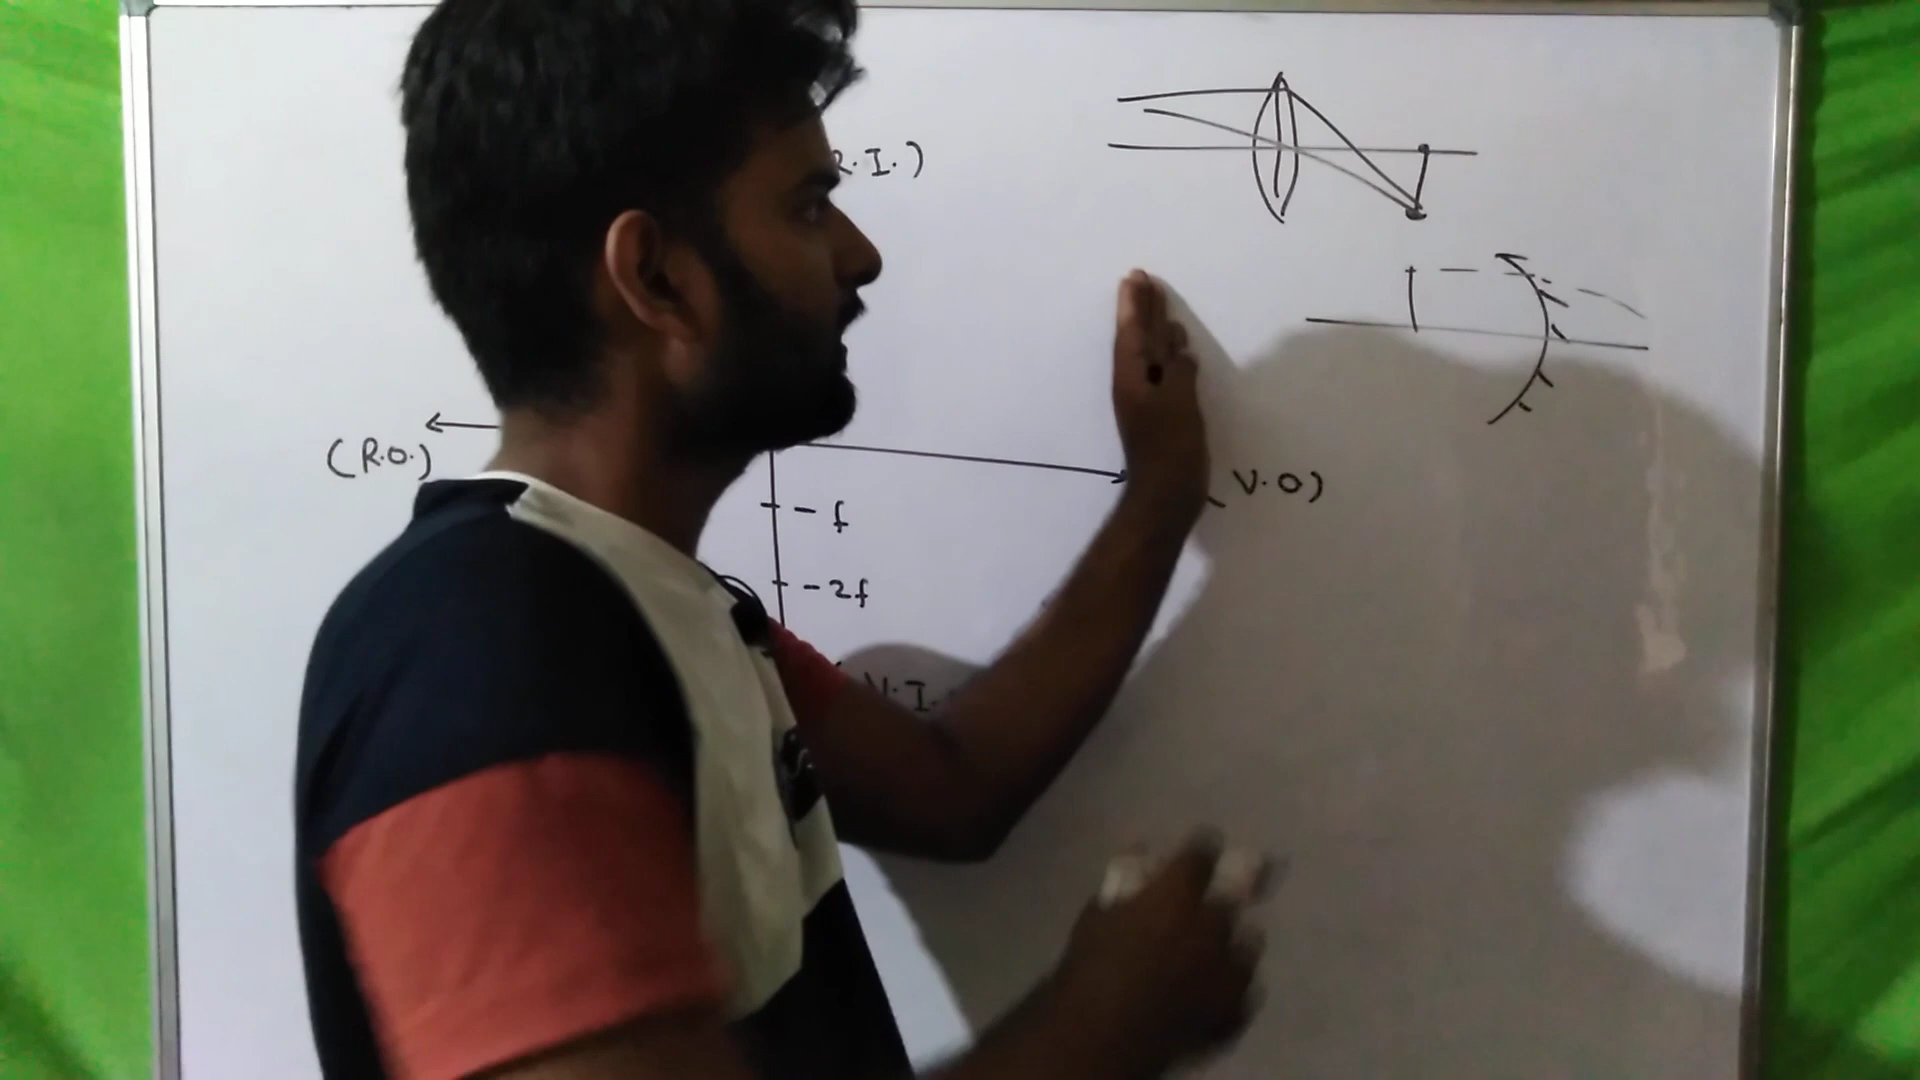 R.I.)
(R.O.)
(V.O)
- f
- 2f
V.I.